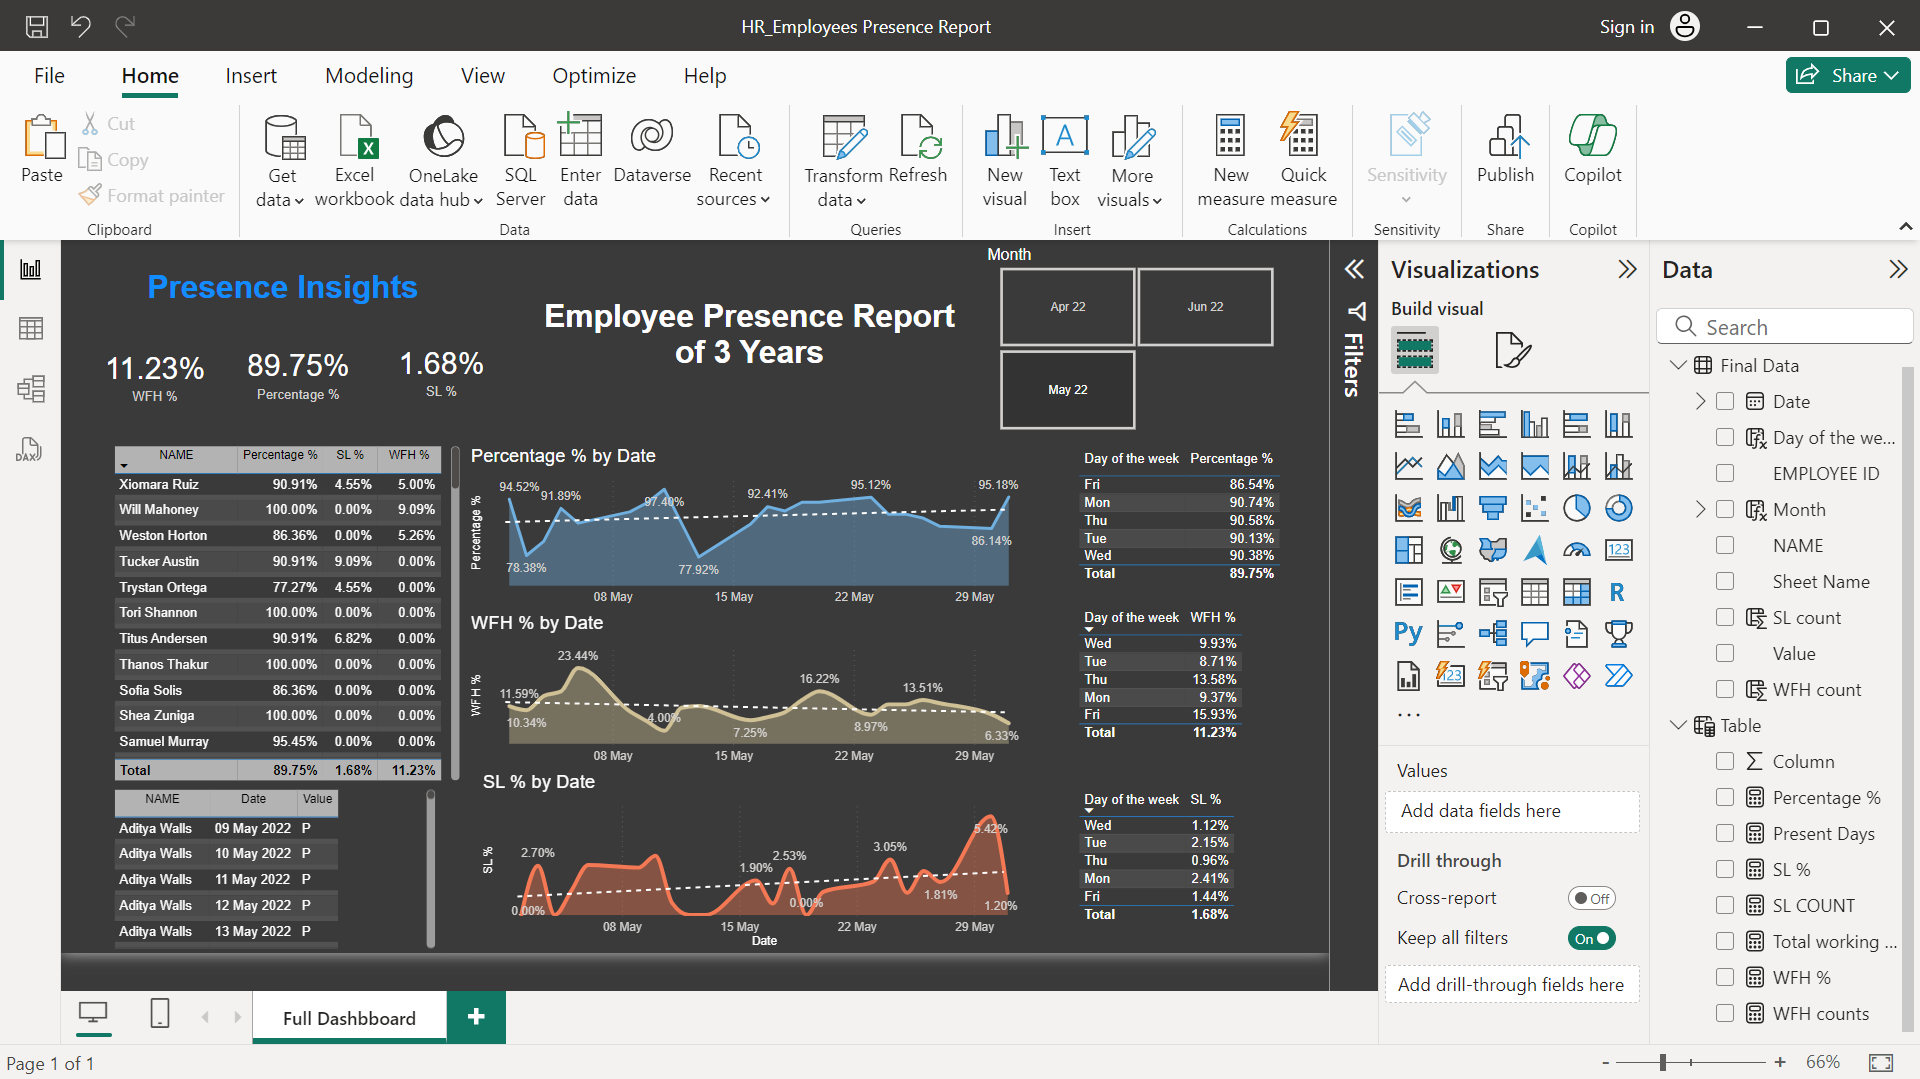 HR_Employees Presence Report
Sign in
File Home Insert Modeling View Optimize Help
Share
Paste
Cut
Copy
Format painter
Get data
Excel workbook
OneLake data hub
SQL Server
Enter data
Dataverse
Recent sources
Transform data
Refresh
New visual
Text box
More visuals
New measure
Quick measure
Sensitivity
Publish
Copilot
Clipboard
Data
Queries
Insert
Calculations
Sensitivity
Share
Copilot
Presence Insights
11.23%
WFH %
89.75%
Percentage %
1.68%
SL %
Employee Presence Report
of 3 Years
Month
Apr 22
Jun 22
May 22
NAME Percentage % SL % WFH %
Xiomara Ruiz 90.91% 4.55% 5.00%
Will Mahoney 100.00% 0.00% 9.09%
Weston Horton 86.36% 0.00% 5.26%
Tucker Austin 90.91% 9.09% 0.00%
Trystan Ortega 77.27% 4.55% 0.00%
Tori Shannon 100.00% 0.00% 0.00%
Titus Andersen 90.91% 6.82% 0.00%
Thanos Thakur 100.00% 0.00% 0.00%
Sofia Solis 86.36% 0.00% 0.00%
Shea Zuniga 100.00% 0.00% 0.00%
Samuel Murray 95.45% 0.00% 0.00%
Total 89.75% 1.68% 11.23%
NAME Date Value
Aditya Walls 09 May 2022 P
Aditya Walls 10 May 2022 P
Aditya Walls 11 May 2022 P
Aditya Walls 12 May 2022 P
Aditya Walls 13 May 2022 P
Percentage % by Date
Percentage %
94.52% 91.89% 97.40% 92.41% 95.12% 95.18%
78.38% 77.92% 86.14%
08 May 15 May 22 May 29 May
WFH % by Date
WFH %
11.59% 23.44% 16.22% 13.51%
10.34% 4.00% 7.25% 8.97% 6.33%
08 May 15 May 22 May 29 May
SL % by Date
SL %
2.70% 1.90% 2.53% 3.05% 5.42%
0.00% 0.00% 1.81% 1.20%
08 May 15 May 22 May 29 May
Date
Day of the week Percentage %
Fri 86.54%
Mon 90.74%
Thu 90.58%
Tue 90.13%
Wed 90.38%
Total 89.75%
Day of the week WFH %
Wed 9.93%
Tue 8.71%
Thu 13.58%
Mon 9.37%
Fri 15.93%
Total 11.23%
Day of the week SL %
Wed 1.12%
Tue 2.15%
Thu 0.96%
Mon 2.41%
Fri 1.44%
Total 1.68%
Filters
Visualizations
Build visual
123
R
Py
123
...
Values
Add data fields here
Drill through
Cross-report Off
Keep all filters On
Add drill-through fields here
Data
Search
Final Data
Date
Day of the we...
EMPLOYEE ID
Month
NAME
Sheet Name
SL count
Value
WFH count
Table
Column
Percentage %
Present Days
SL %
SL COUNT
Total working ...
WFH %
WFH counts
DAX
Full Dashbboard
+
Page 1 of 1
- + 66%